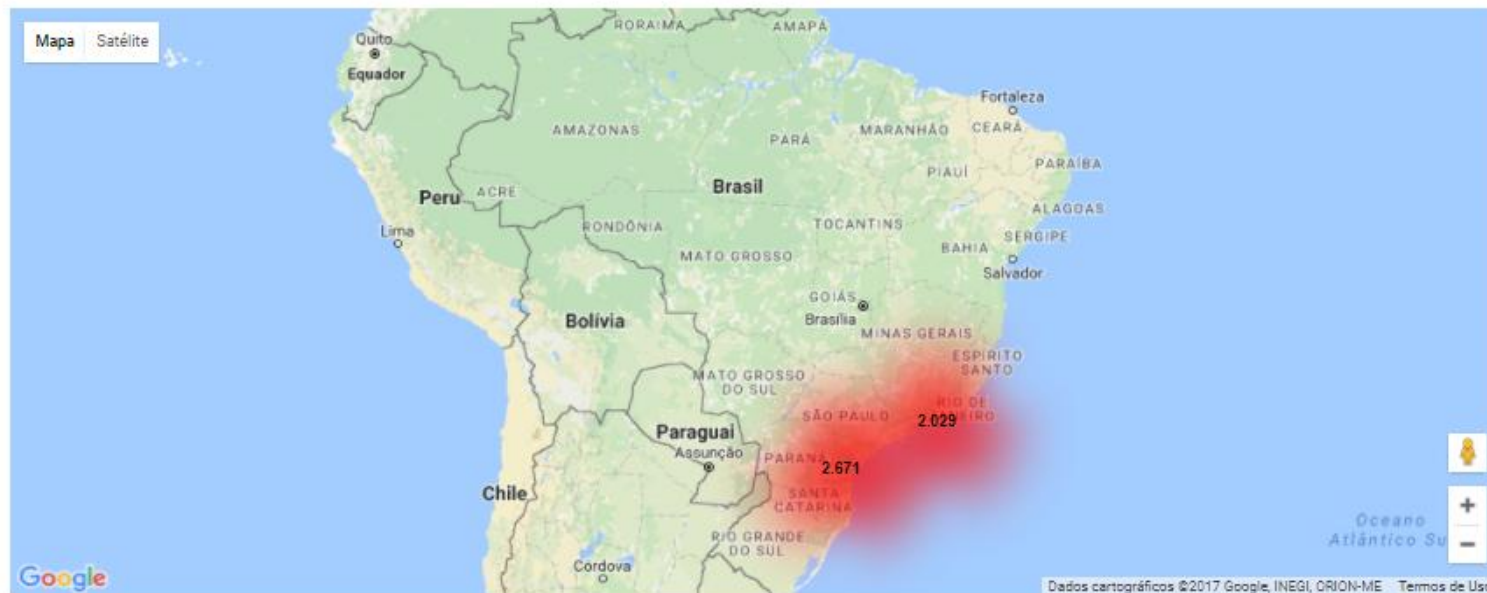 Mapa Satélite
RORAIMA
AMAPÁ
Quito
Equador
Fortaleza
AMAZONAS
PARÁ
MARANHÃO
CEARÁ
PARAÍBA
PIAUÍ
Peru
ACRE
Brasil
ALAGOAS
RONDÔNIA
TOCANTINS
Lima
SERGIPE
BAHIA
MATO GROSSO
Salvador
GOIÁS
Brasília
Bolívia
MINAS GERAIS
ESPÍRITO
SANTO
MATO GROSSO
DO SUL
RIO DE
SÃO PAULO
2.029
Paraguai
Assunção
PARANÁ
2.671
Chile
SANTA
CATARINA
RIO GRANDE
DO SUL
Oceano
Atlântico Su
Córdova
Google
Dados cartográficos ©2017 Google, INEGI, ORION-ME Termos de Uso